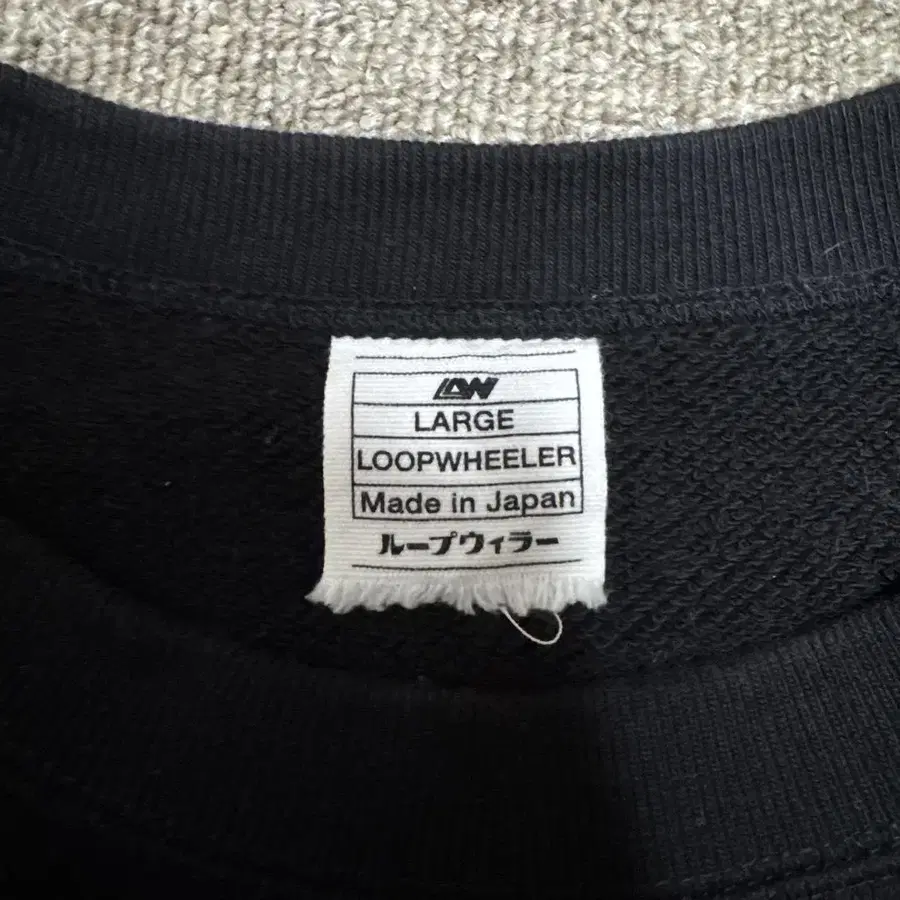 LW
LARGE
LOOPWHEELER
Made in Japan
ループウィラー